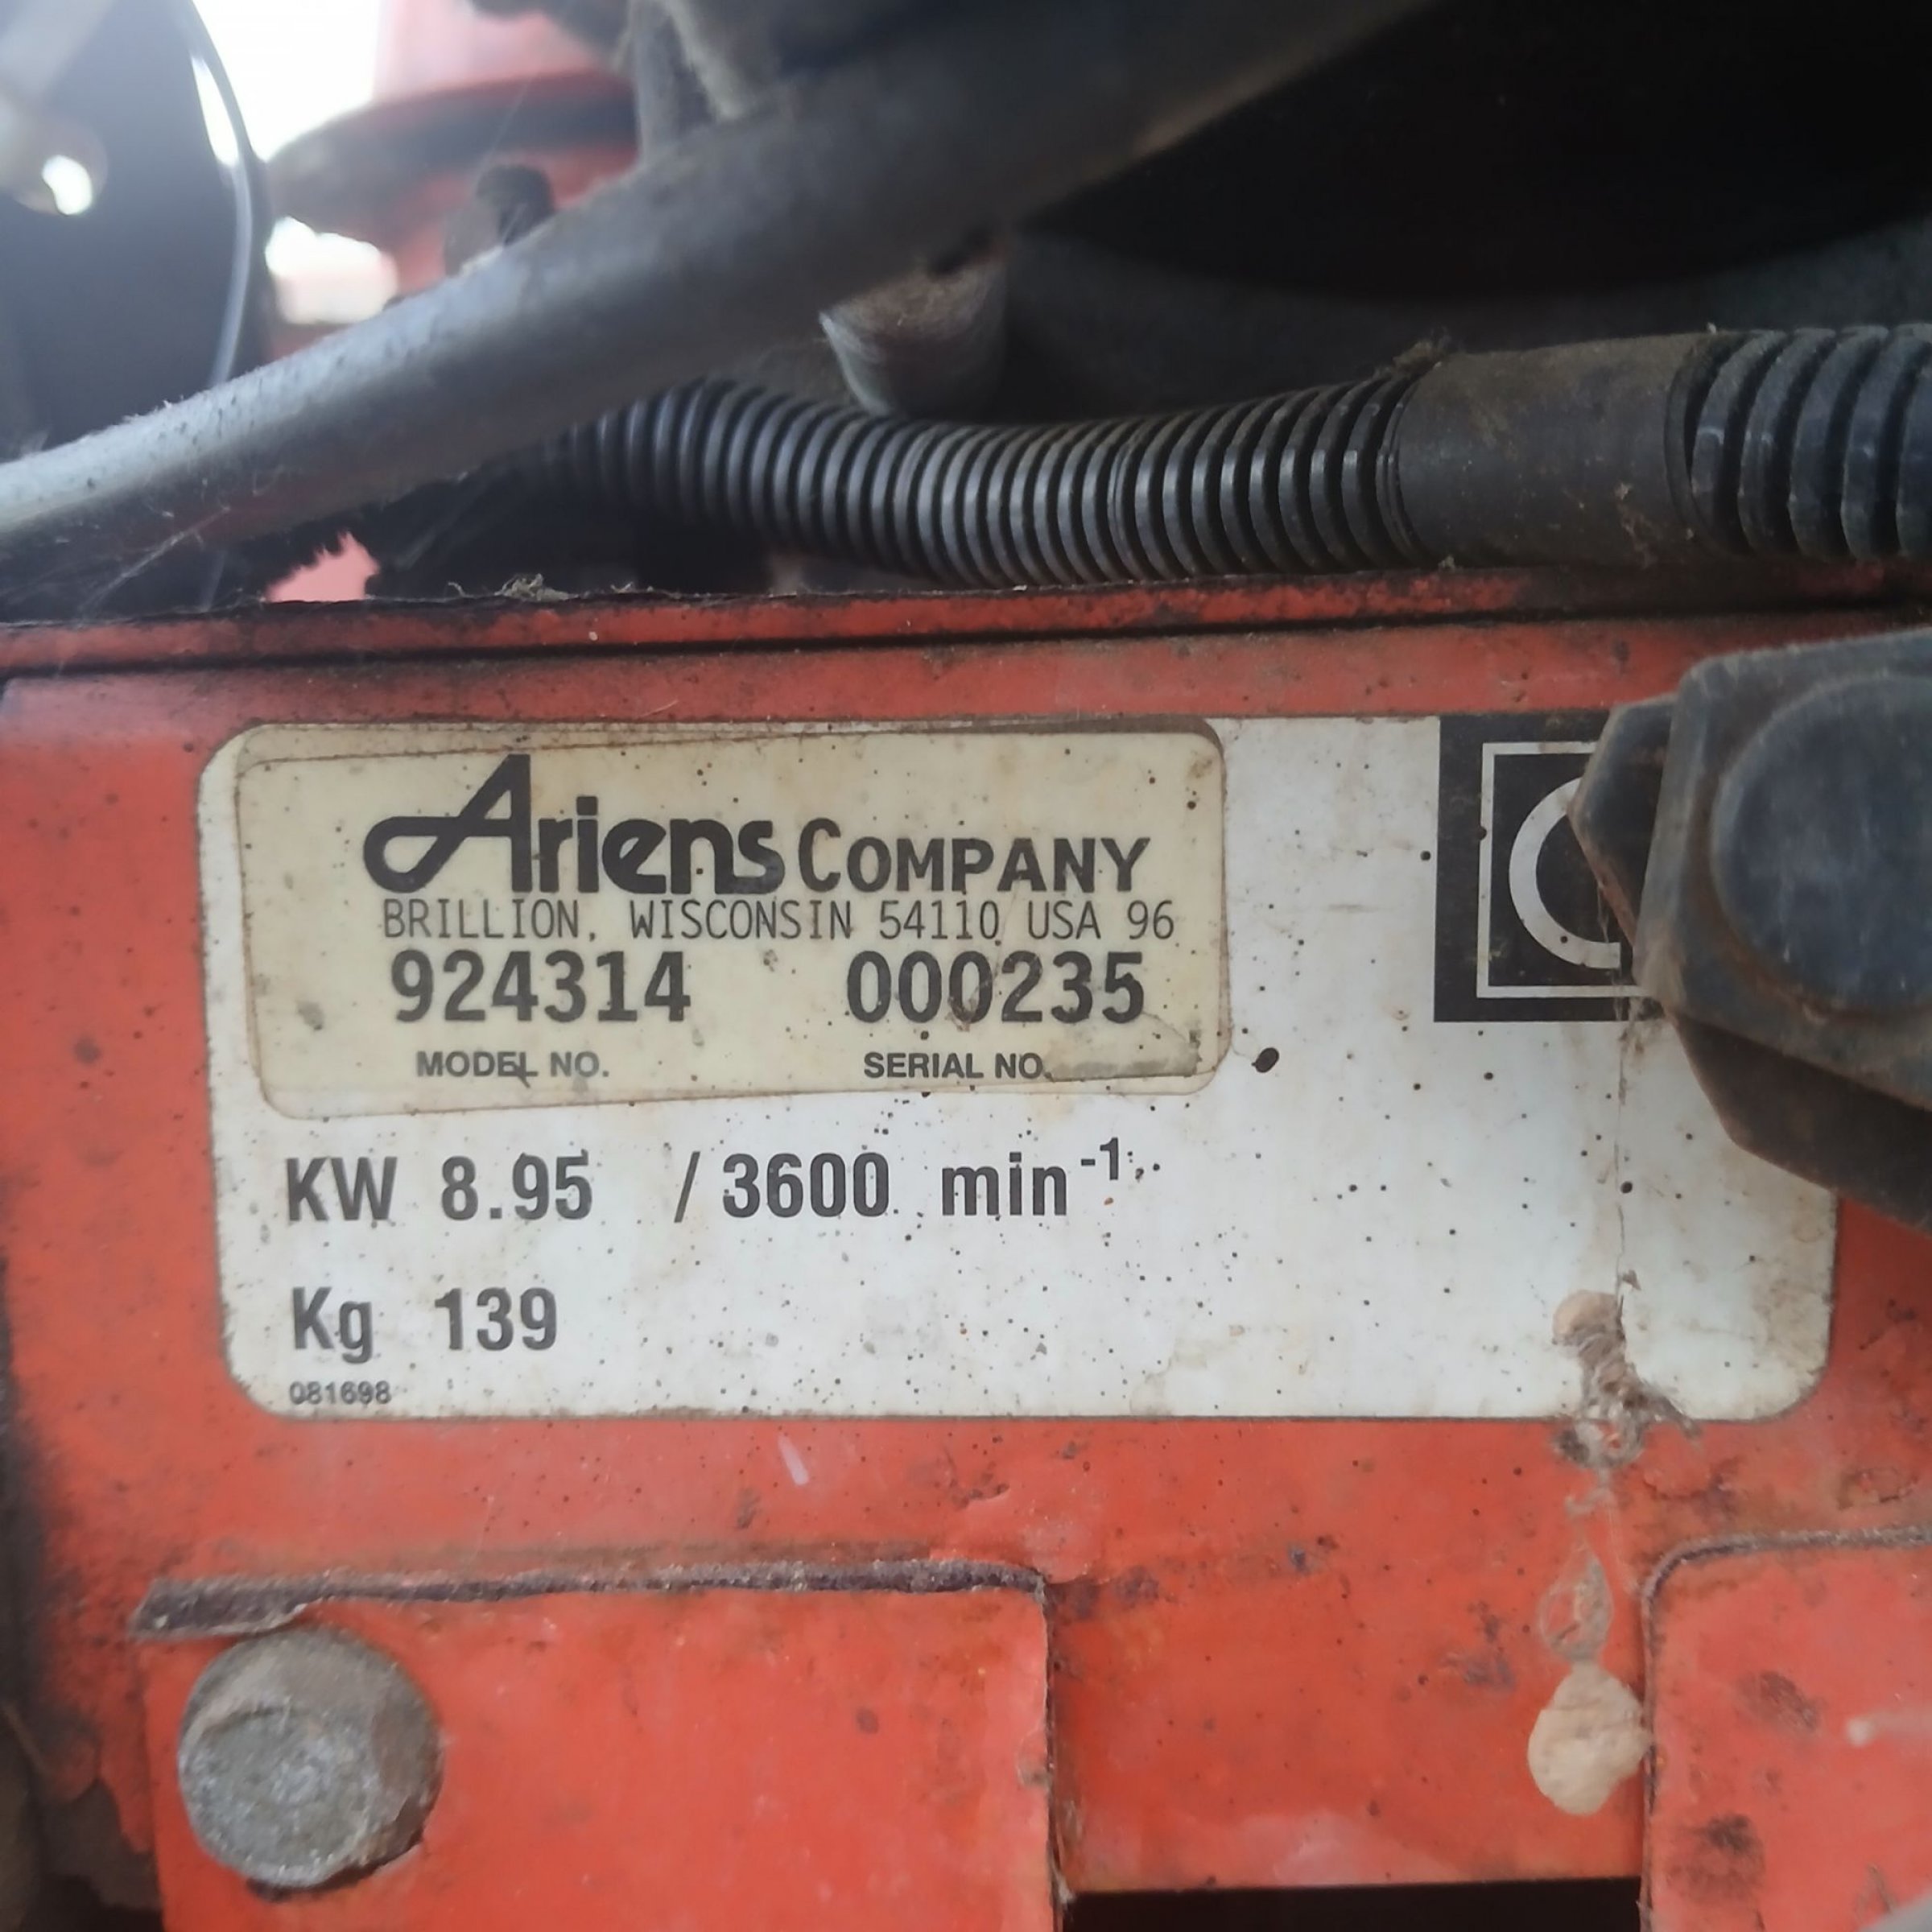 Ariens COMPANY
BRILLION, WISCONSIN 54110 USA 96
924314 000235
MODEL NO. SERIAL NO.
KW 8.95 / 3600 min⁻¹
Kg 139
081698